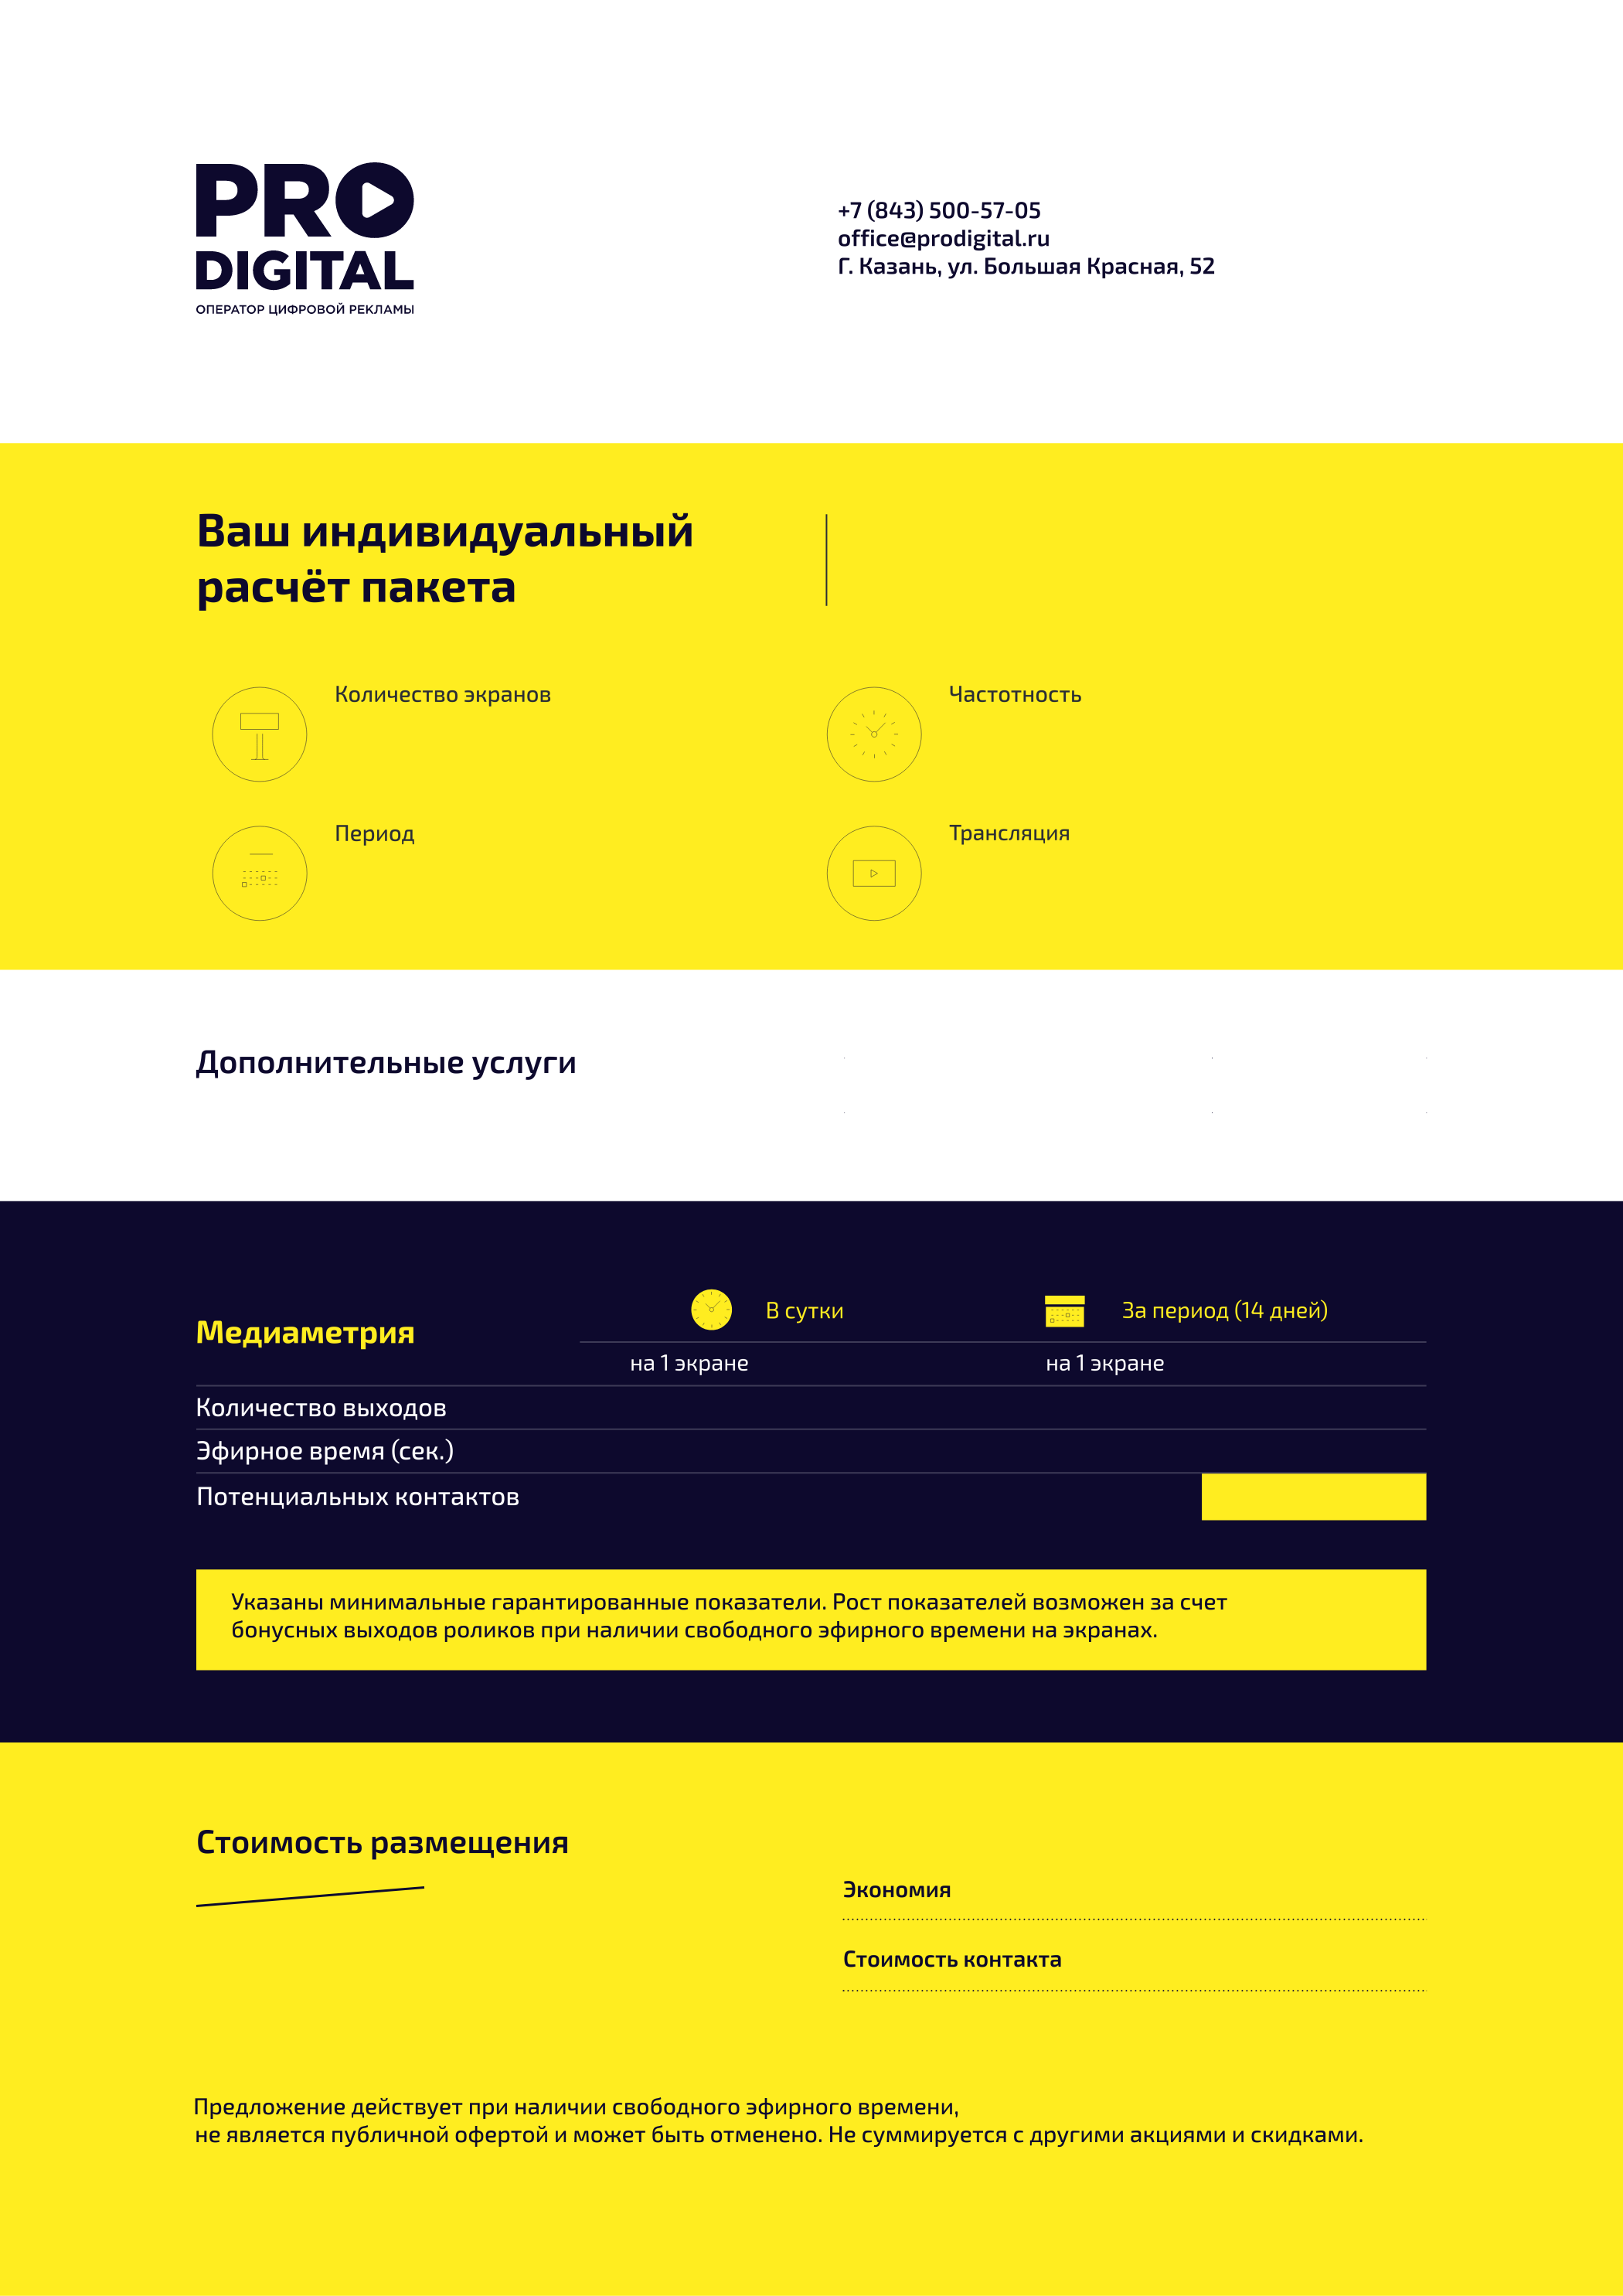 PRO
DIGITAL
ОПЕРАТОР ЦИФРОВОЙ РЕКЛАМЫ
+7 (843) 500-57-05
office@prodigital.ru
Г. Казань, ул. Большая Красная, 52
Ваш индивидуальный
расчёт пакета
Количество экранов
Частотность
Период
Трансляция
Дополнительные услуги
Медиаметрия
В сутки
За период (14 дней)
на 1 экране
на 1 экране
Количество выходов
Эфирное время (сек.)
Потенциальных контактов
Указаны минимальные гарантированные показатели. Рост показателей возможен за счет
бонусных выходов роликов при наличии свободного эфирного времени на экранах.
Стоимость размещения
Экономия
Стоимость контакта
Предложение действует при наличии свободного эфирного времени,
не является публичной офертой и может быть отменено. Не суммируется с другими акциями и скидками.